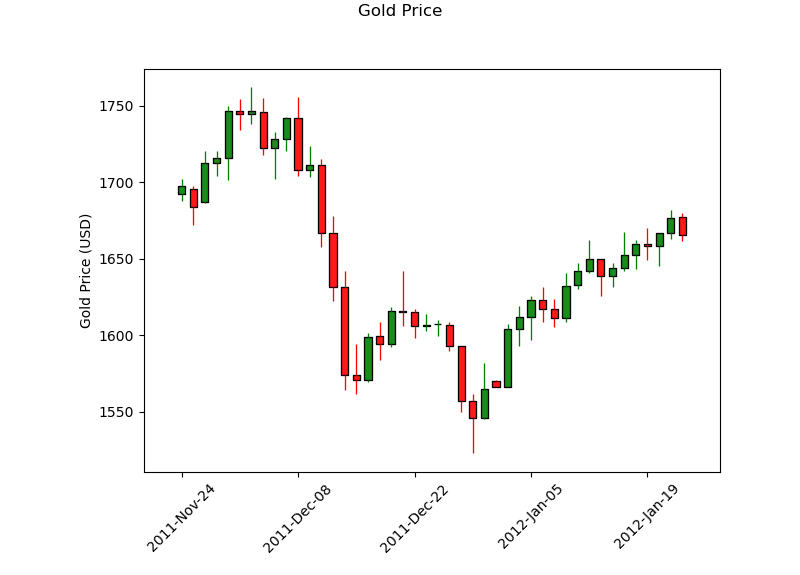 Gold Price
1750
1700
1650
1600
1550
Gold Price (USD)
2011-Nov-24
2011-Dec-08
2011-Dec-22
2012-Jan-05
2012-Jan-19